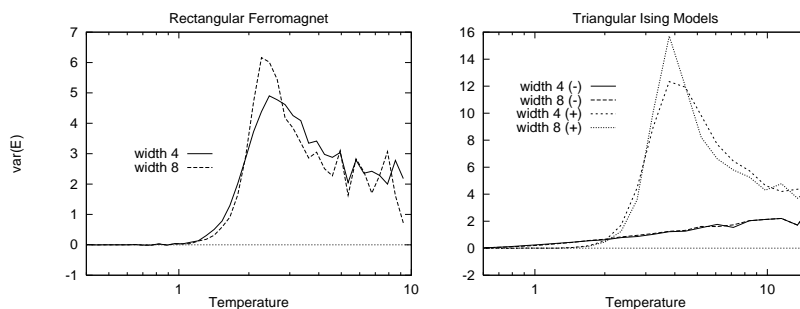 Rectangular Ferromagnet
var(E)
7
6
5
4
3
2
1
0
-1
width 4
width 8
1
10
Temperature
Triangular Ising Models
16
14
12
10
8
6
4
2
0
-2
width 4 (-)
width 8 (-)
width 4 (+)
width 8 (+)
1
10
Temperature